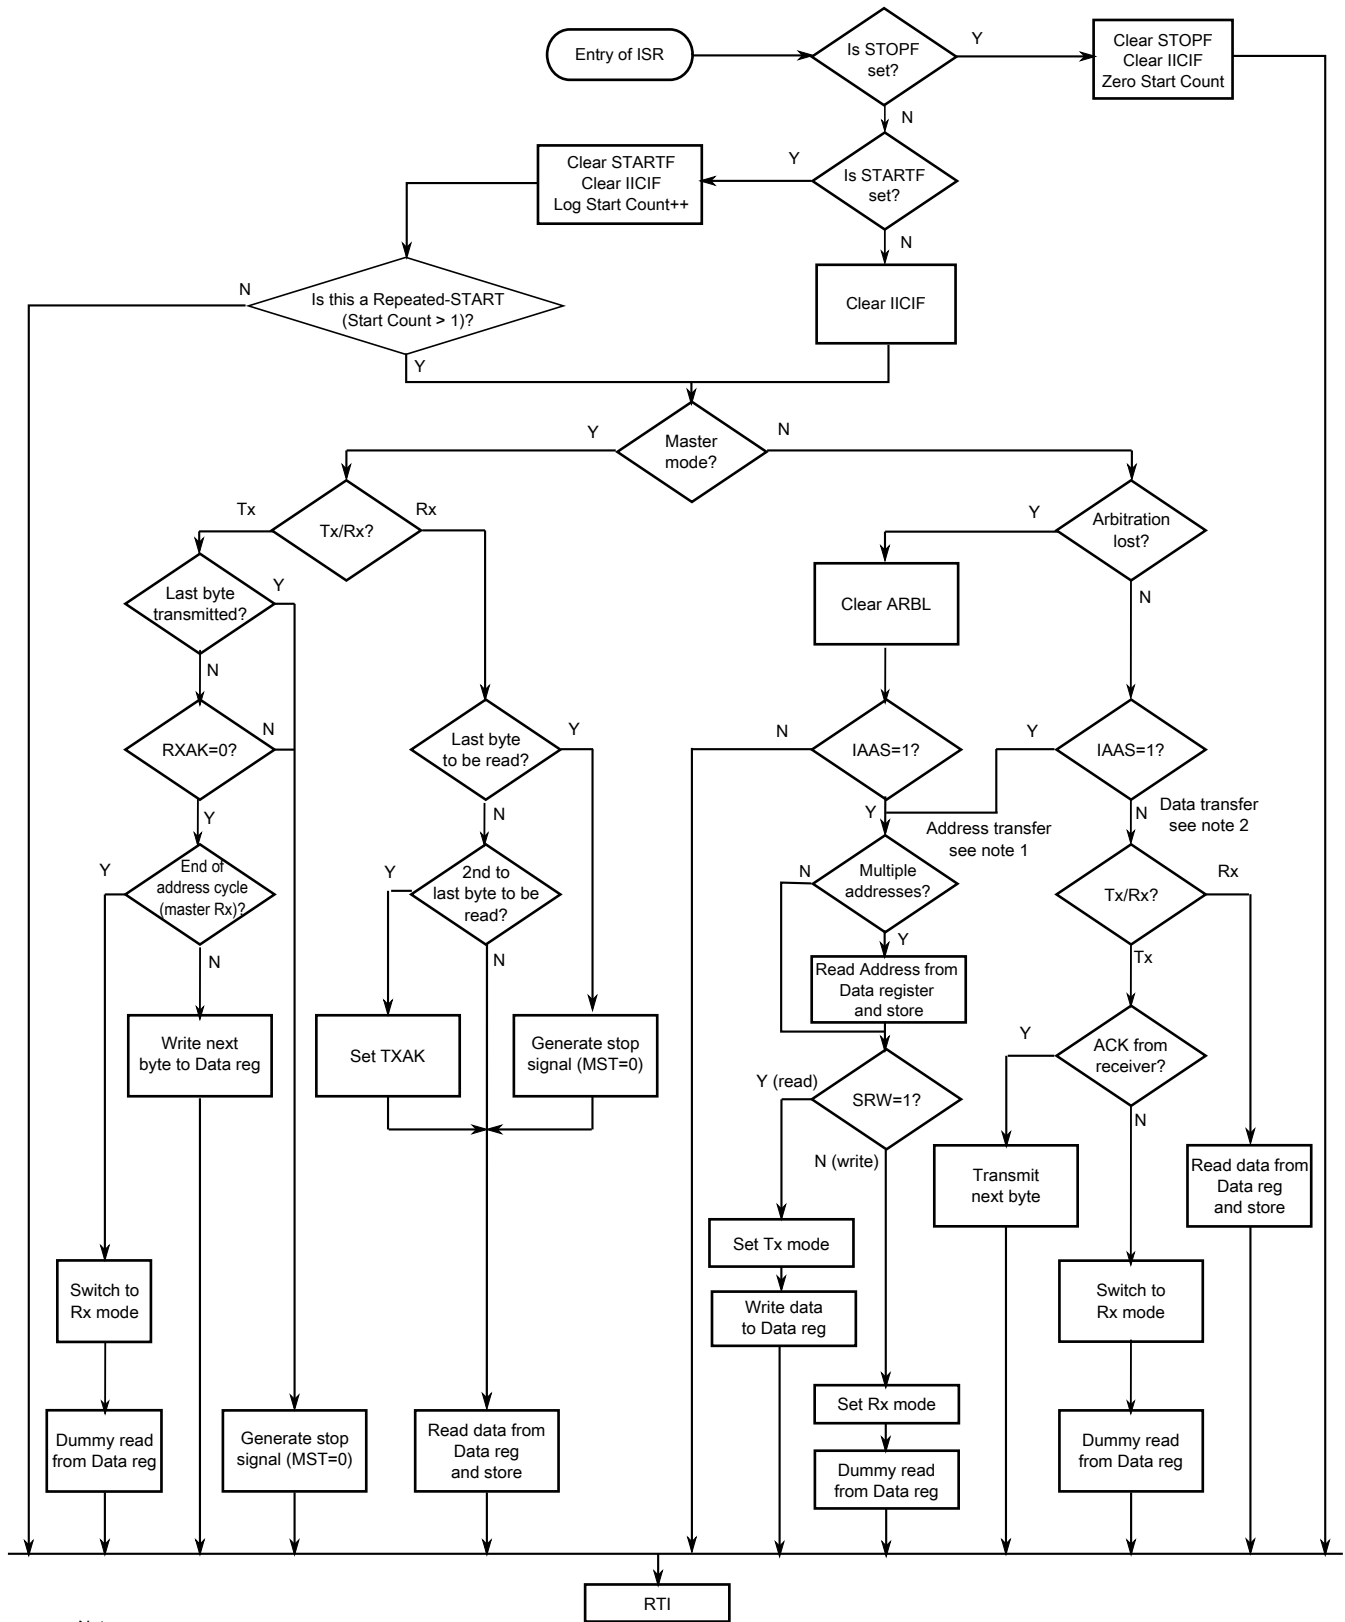 Entry of ISR
Is STOPF
set?
Y
Clear STOPF
Clear IICIF
Zero Start Count
N
Clear STARTF
Clear IICIF
Log Start Count++
Y
Is STARTF
set?
N
N
Is this a Repeated-START
(Start Count > 1)?
Clear IICIF
Y
Y
Master
mode?
N
Tx
Tx/Rx?
Rx
Y
Arbitration
lost?
Last byte
transmitted?
Y
Clear ARBL
N
N
RXAK=0?
N
Last byte
to be read?
Y
N
IAAS=1?
Y
IAAS=1?
Y
N
Y
Address transfer
see note 1
N
Data transfer
see note 2
Y
End of
address cycle
(master Rx)?
Y
2nd to
last byte to be
read?
N
Multiple
addresses?
Tx/Rx?
Rx
N
N
Y
Tx
Read Address from
Data register
and store
Write next
byte to Data reg
Set TXAK
Generate stop
signal (MST=0)
Y
ACK from
receiver?
Y (read)
SRW=1?
N
N (write)
Transmit
next byte
Read data from
Data reg
and store
Set Tx mode
Switch to
Rx mode
Write data
to Data reg
Switch to
Rx mode
Set Rx mode
Dummy read
from Data reg
Generate stop
signal (MST=0)
Read data from
Data reg
and store
Dummy read
from Data reg
Dummy read
from Data reg
RTI